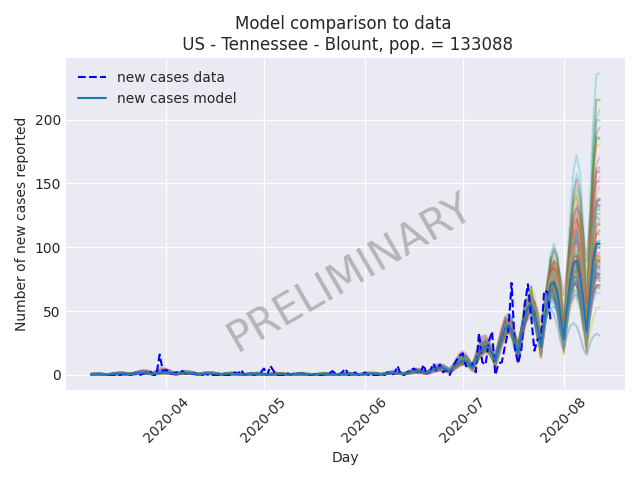 Model comparison to data
US - Tennessee - Blount, pop. = 133088
new cases data
new cases model
Number of new cases reported
200
150
100
50
0
PRELIMINARY
2020-04
2020-05
2020-06
2020-07
2020-08
Day